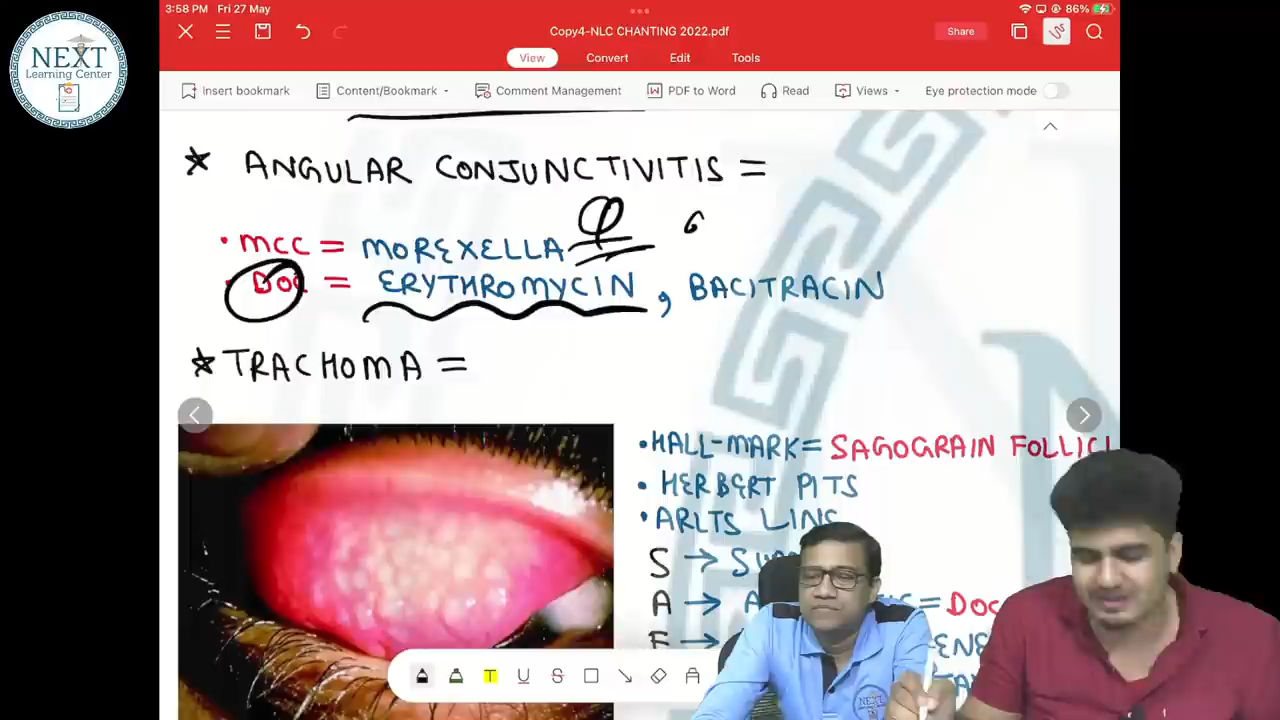 3:58 PM Fri 27 May
86%
NEXT
Learning Center
Copy4-NLC CHANTING 2022.pdf
Share
View
Convert
Edit
Tools
Insert bookmark
Content/Bookmark
Comment Management
PDF to Word
Read
Views
Eye protection mode
★ ANGULAR CONJUNCTIVITIS =
• MCC = MOREXELLA
• DOC = ERYTHROMYCIN, BACITRACIN
★ TRACHOMA =
• HALL-MARK = SAGOGRAIN
• HERBERT PITS
• ARLTS LINE
S →
A → = DOC
F →
T
NEXT